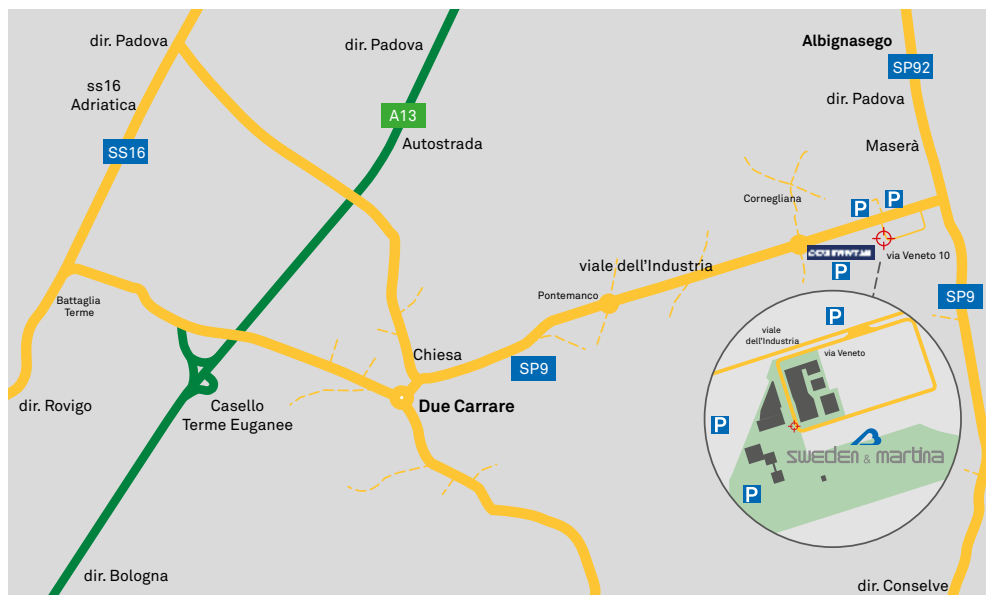 dir. Padova
dir. Padova
Albignasego
SP92
ss16
Adriatica
dir. Padova
A13
Autostrada
Maserà
SS16
Cornegliana
P
P
via Veneto 10
viale dell'Industria
P
Pontemanco
SP9
Battaglia
Terme
P
viale
dell'Industria
via Veneto
Chiesa
SP9
dir. Rovigo
Casello
Terme Euganee
Due Carrare
P
sweden & martina
P
dir. Bologna
dir. Conselve